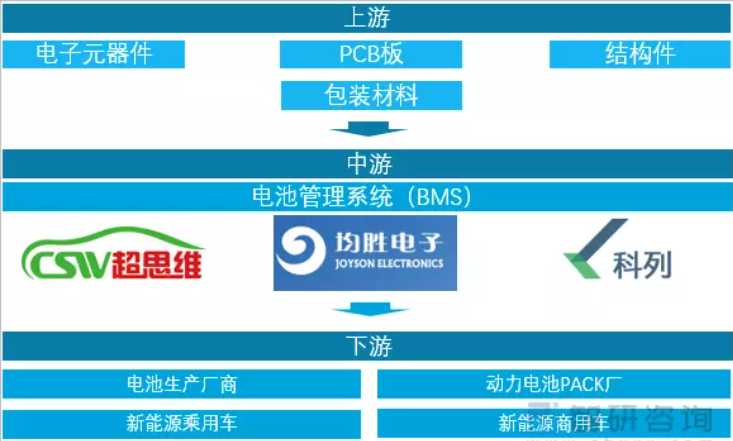 上游
电子元器件 PCB板 结构件
包装材料
中游
电池管理系统（BMS）
CSW超思维 均胜电子 科列
JOYSON ELECTRONICS
下游
电池生产厂商 动力电池PACK厂
新能源乘用车 新能源商用车
智研咨询